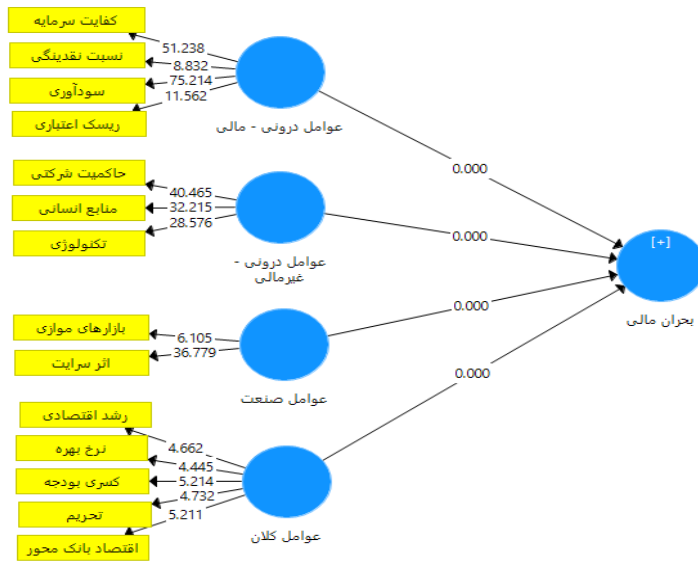 کفایت سرمایه
نسبت نقدینگی
سودآوری
ریسک اعتباری
51.238
8.832
75.214
11.562
عوامل درونی - مالی
حاکمیت شرکتی
منابع انسانی
تکنولوژی
40.465
32.215
28.576
عوامل درونی -
غیرمالی
بازارهای موازی
اثر سرایت
6.105
36.779
عوامل صنعت
رشد اقتصادی
نرخ بهره
کسری بودجه
تحریم
اقتصاد بانک محور
4.662
4.445
5.214
4.732
5.211
عوامل کلان
0.000
0.000
0.000
0.000
[+]
بحران مالی